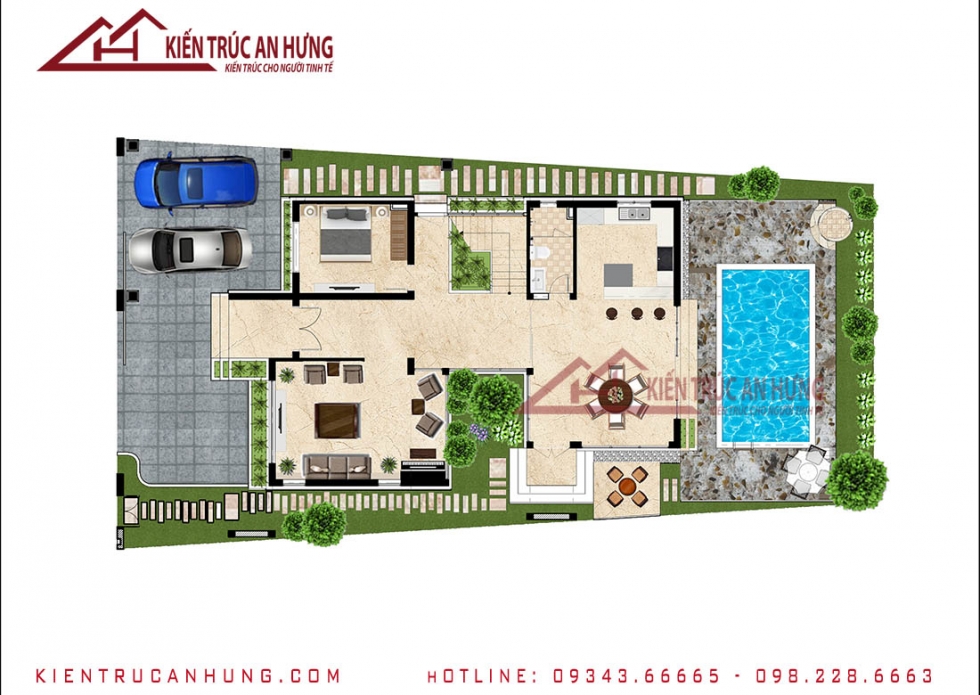 KIẾN TRÚC AN HƯNG
KIẾN TRÚC CHO NGƯỜI TINH TẾ
KIẾN TRÚC AN HƯNG
KIẾN TRÚC CHO NGƯỜI TINH TẾ
KIENTRUCANHUNG.COM
HOTLINE: 09343.66665 - 098.228.6663